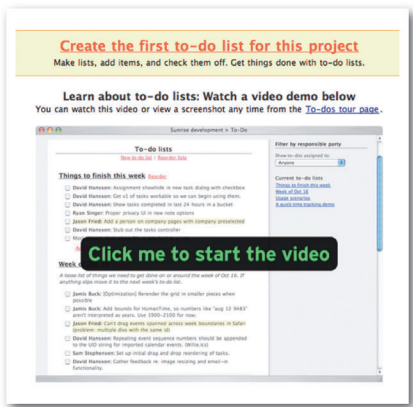 Create the first to-do list for this project
Make lists, add items, and check them off. Get things done with to-do lists.
Learn about to-do lists: Watch a video demo below
You can watch this video or view a screenshot any time from the To-dos tour page.
Sunrise development > To-Do
To-do lists
New to-do list | Reorder lists
Things to finish this week Reorder
David Hansson: Assignment show/hide in new task dialog with checkbox
David Hansson: Get v1 of tasks workable so we can begin using them.
David Hansson: Show tasks completed in last 24 hours in a bucket
Ryan Singer: Proper privacy UI in new note options
Jason Fried: Add a person on company pages with company preselected
David Hansson: Stub out the tasks controller
Click me to start the video
Week o
A loose list of things we need to get done on or around the week of Oct 16. If
anything slips move it to the next week's to-do list.
Jamis Buck: [Optimization] Rerender the grid in smaller pieces when
possible
Jamis Buck: Add bounds for HumanTime, so numbers like "aug 13 9483"
aren't interpreted as years. Use 1900-2100 for now.
Jason Fried: Can't drag events spanned across week boundaries in Safari
(problem: multiple divs with the same id)
David Hansson: Repeating event sequence numbers should be appended
to the UID string for imported calendar events. (Willie.ics)
Sam Stephenson: Set up initial drag and drop reordering of tasks.
David Hansson: Gather feedback re: image resizing and email-in
functionality.
Filter by responsible party
Show to-dos assigned to
Anyone
Current to-do lists
Things to finish this week
Week of Oct 16
Usage scenarios
A quick time tracking demo